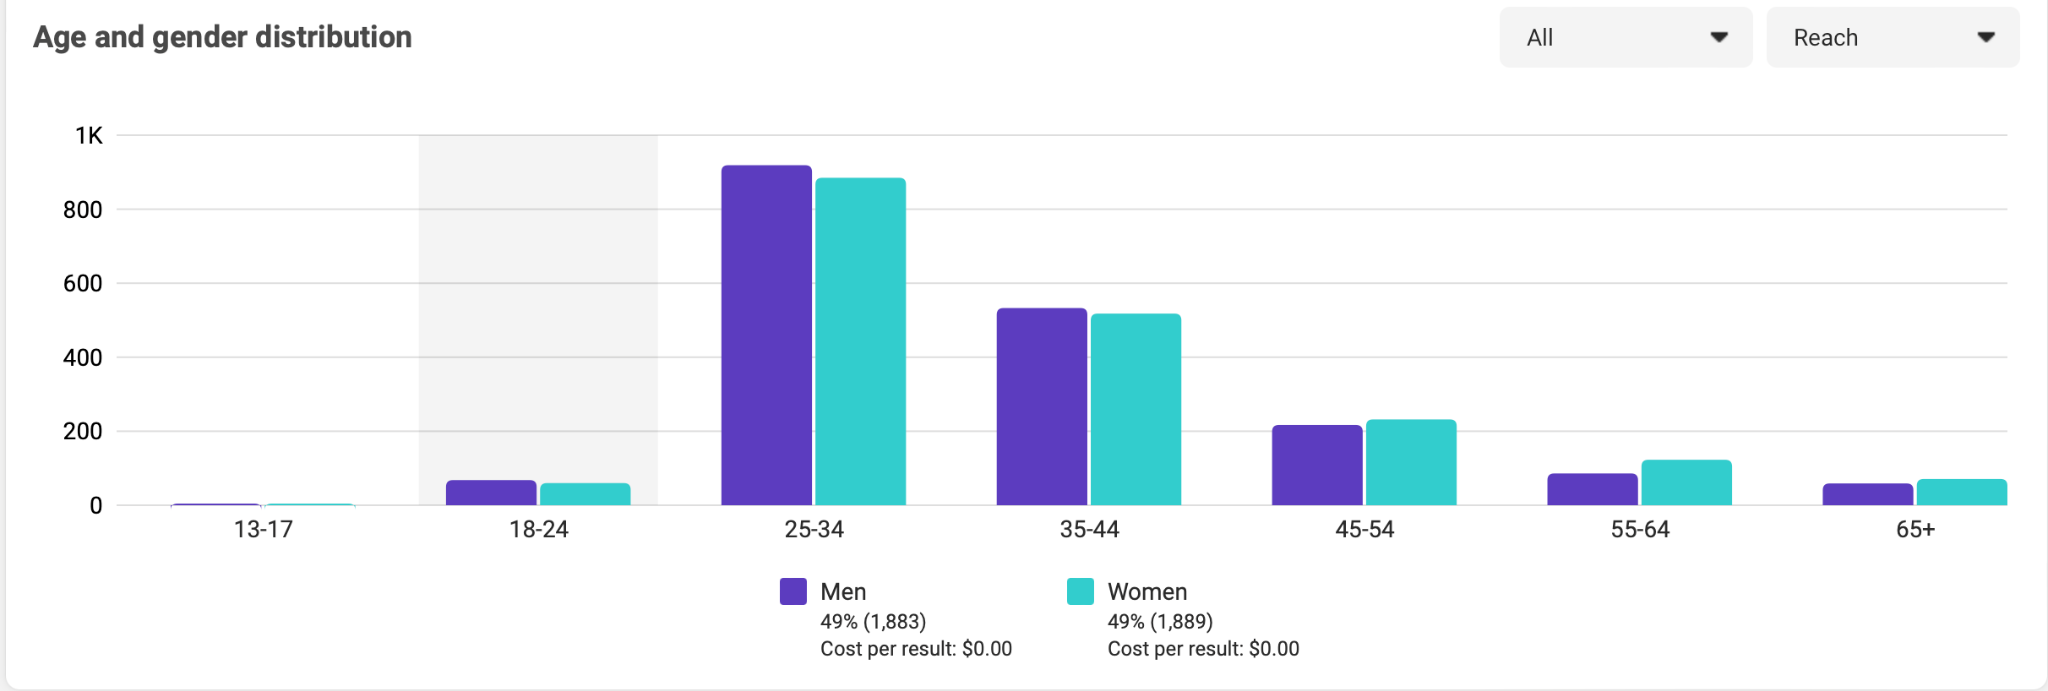 Age and gender distribution
All
Reach
1K
800
600
400
200
0
13-17 18-24 25-34 35-44 45-54 55-64 65+
Men
49% (1,883)
Cost per result: $0.00
Women
49% (1,889)
Cost per result: $0.00